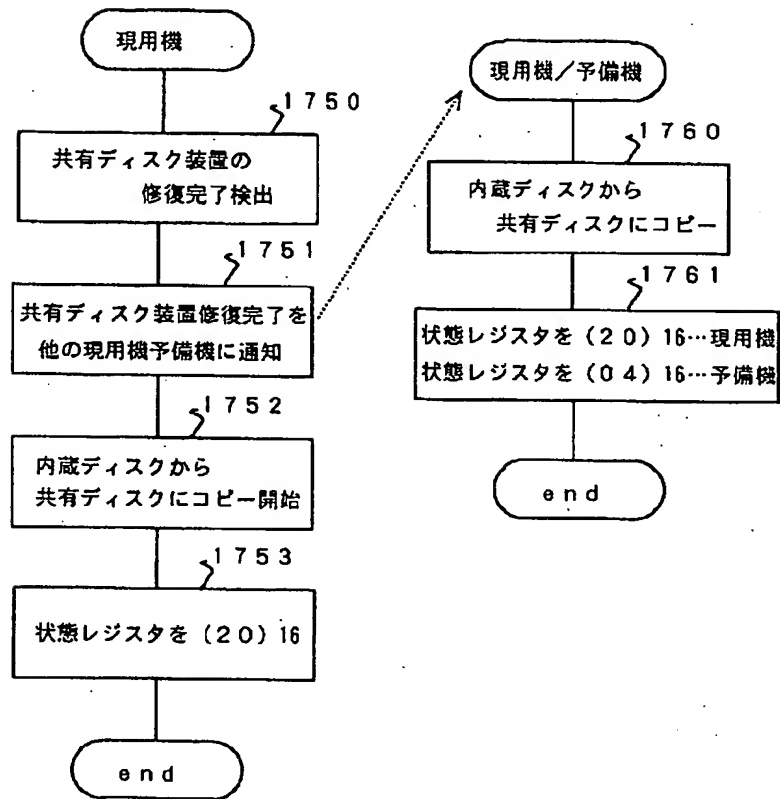 現用機
1750
共有ディスク装置の
修復完了検出
1751
共有ディスク装置修復完了を
他の現用機予備機に通知
1752
内蔵ディスクから
共有ディスクにコピー開始
1753
状態レジスタを(20)16
end
現用機/予備機
1760
内蔵ディスクから
共有ディスクにコピー
1761
状態レジスタを(20)16…現用機
状態レジスタを(04)16…予備機
end